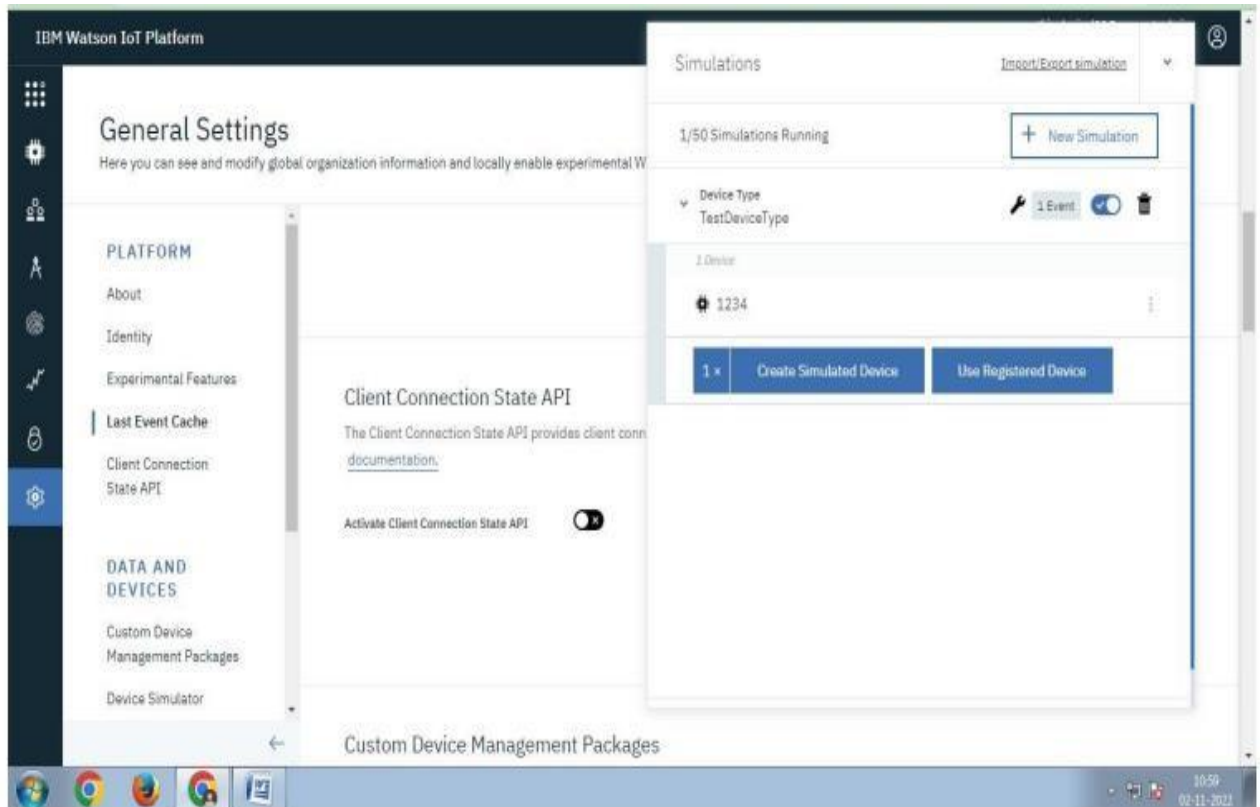 IBM Watson IoT Platform
General Settings
Here you can see and modify global organization information and locally enable experimental W
PLATFORM
About
Identity
Experimental Features
Last Event Cache
Client Connection
State API
DATA AND
DEVICES
Custom Device
Management Packages
Device Simulator
Client Connection State API
The Client Connection State API provides client conn
documentation.
Activate Client Connection State API
Custom Device Management Packages
Simulations
Import/Export simulation
1/50 Simulations Running
+ New Simulation
Device Type
TestDeviceType
1 Event
1 Device
1234
1 ×
Create Simulated Device
Use Registered Device
10:59
02-11-2022